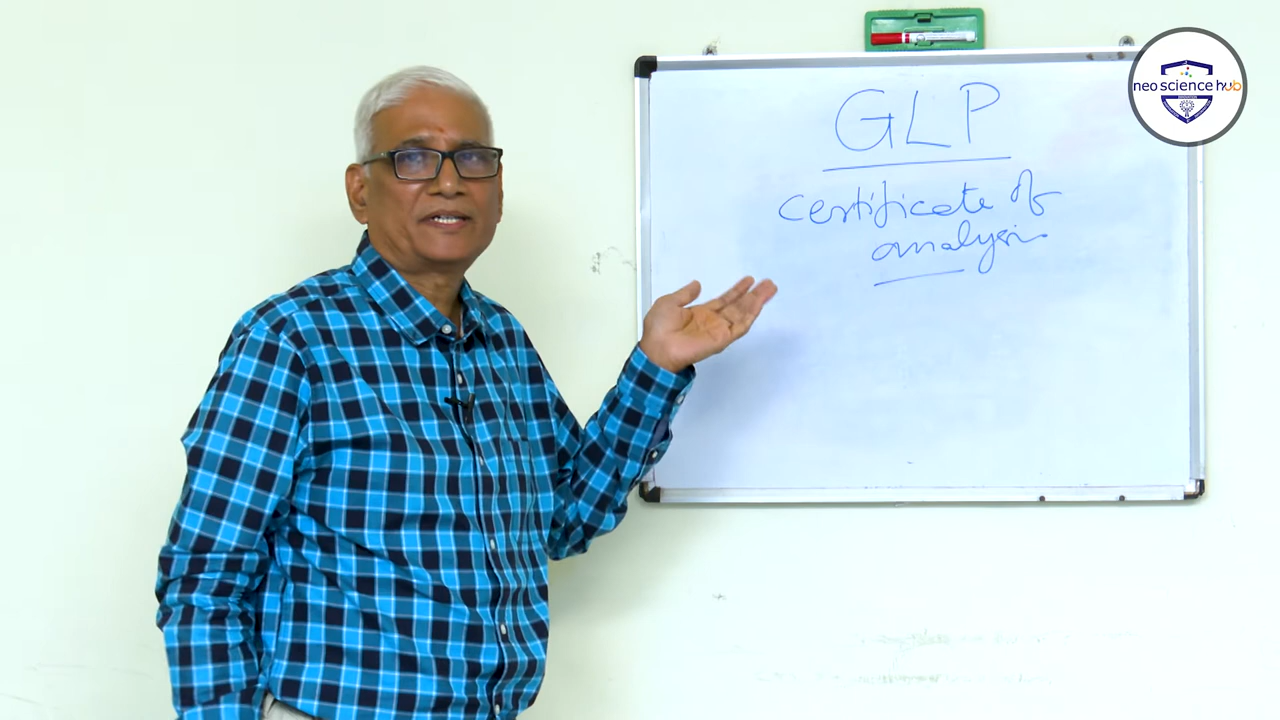 GLP
certificate of
analysis
neo science hub